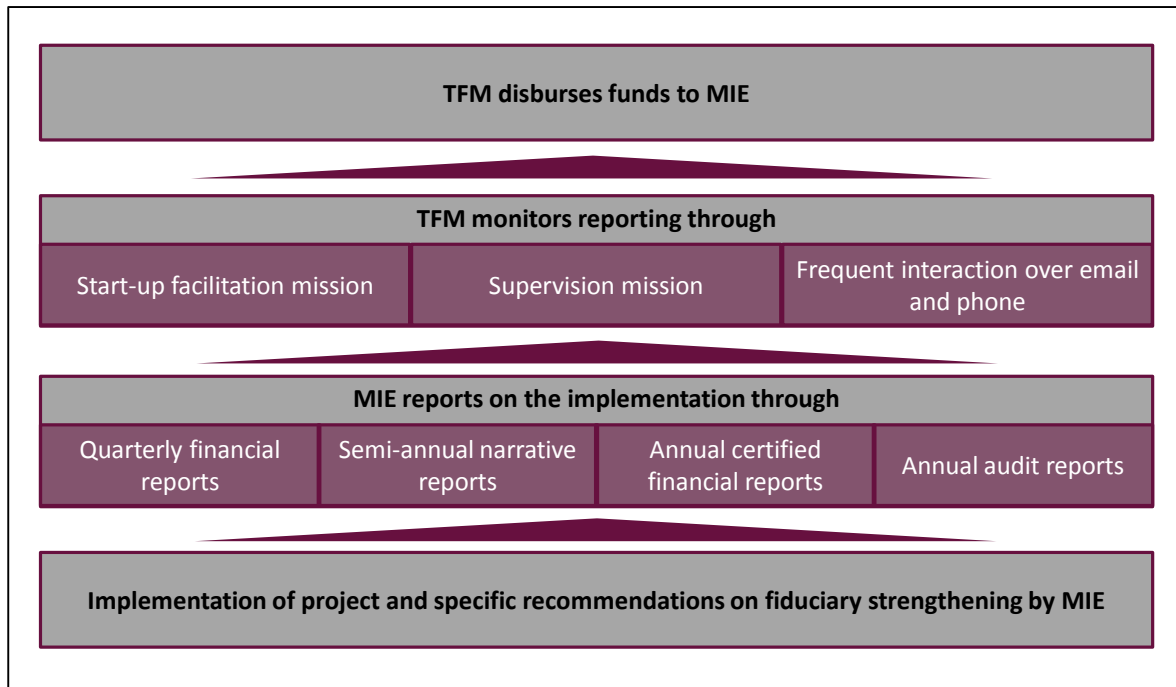 TFM disburses funds to MIE
TFM monitors reporting through
Start-up facilitation mission
Supervision mission
Frequent interaction over email
and phone
MIE reports on the implementation through
Quarterly financial
reports
Semi-annual narrative
reports
Annual certified
financial reports
Annual audit reports
Implementation of project and specific recommendations on fiduciary strengthening by MIE